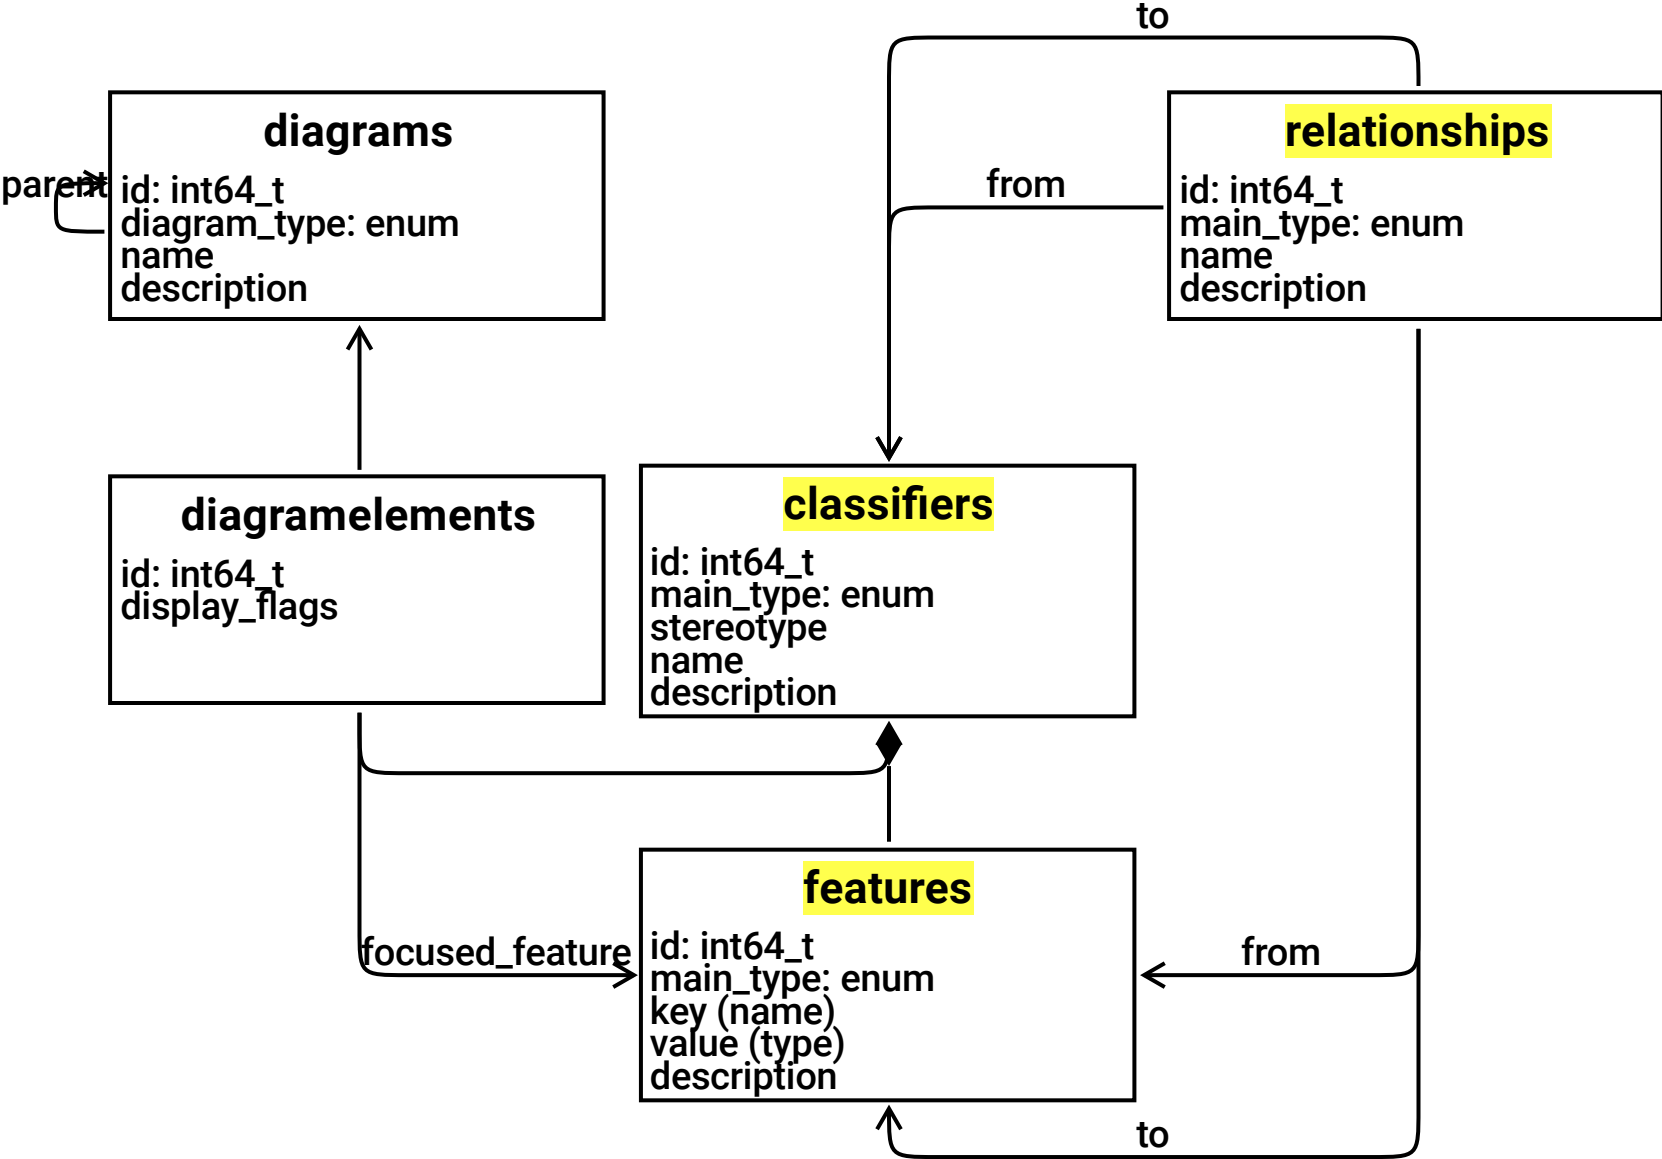 to
diagrams
parent
id: int64_t
diagram_type: enum
name
description
relationships
id: int64_t
main_type: enum
name
description
from
diagramelements
id: int64_t
display_flags
classifiers
id: int64_t
main_type: enum
stereotype
name
description
features
id: int64_t
main_type: enum
key (name)
value (type)
description
focused_feature
from
to